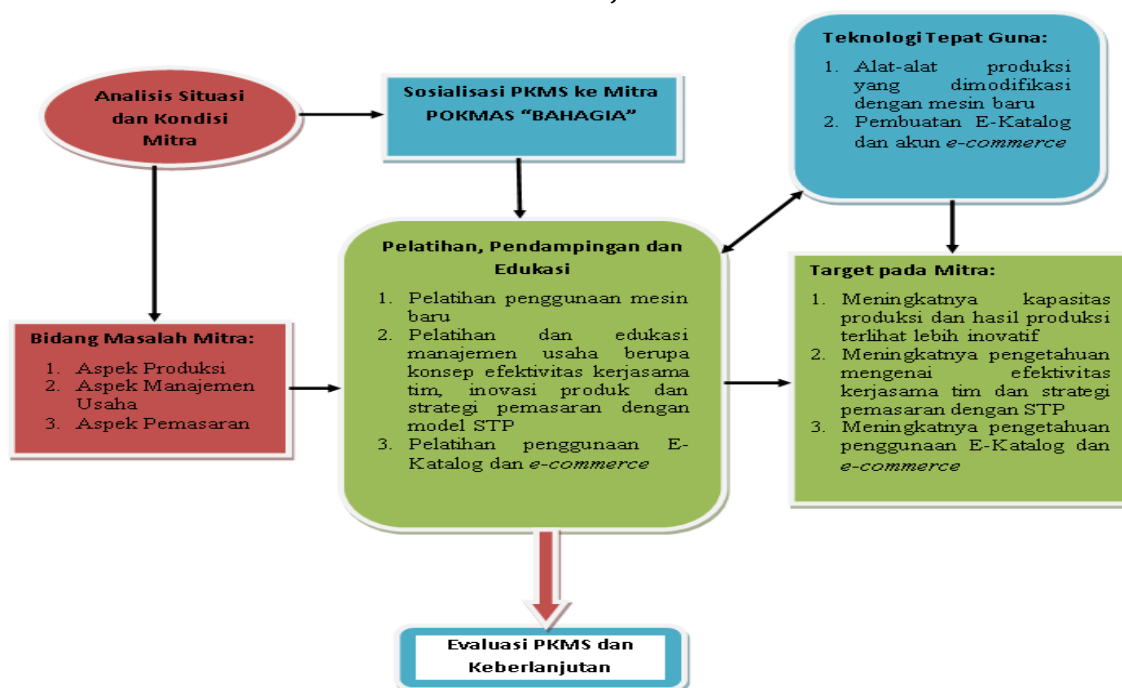 Analisis Situasi
dan Kondisi
Mitra
Sosialisasi PKMS ke Mitra
POKMAS “BAHAGIA”
Teknologi Tepat Guna:
1. Alat-alat produksi
yang dimodifikasi
dengan mesin baru
2. Pembuatan E-Katalog
dan akun e-commerce
Bidang Masalah Mitra:
1. Aspek Produksi
2. Aspek Manajemen
Usaha
3. Aspek Pemasaran
Pelatihan, Pendampingan dan
Edukasi
1. Pelatihan penggunaan mesin
baru
2. Pelatihan dan edukasi
manajemen usaha berupa
konsep efektivitas kerjasama
tim, inovasi produk dan
strategi pemasaran dengan
model STP
3. Pelatihan penggunaan E-
Katalog dan e-commerce
Target pada Mitra:
1. Meningkatnya kapasitas
produksi dan hasil produksi
terlihat lebih inovatif
2. Meningkatnya pengetahuan
mengenai efektivitas
kerjasama tim dan strategi
pemasaran dengan STP
3. Meningkatnya pengetahuan
penggunaan E-Katalog dan
e-commerce
Evaluasi PKMS dan
Keberlanjutan